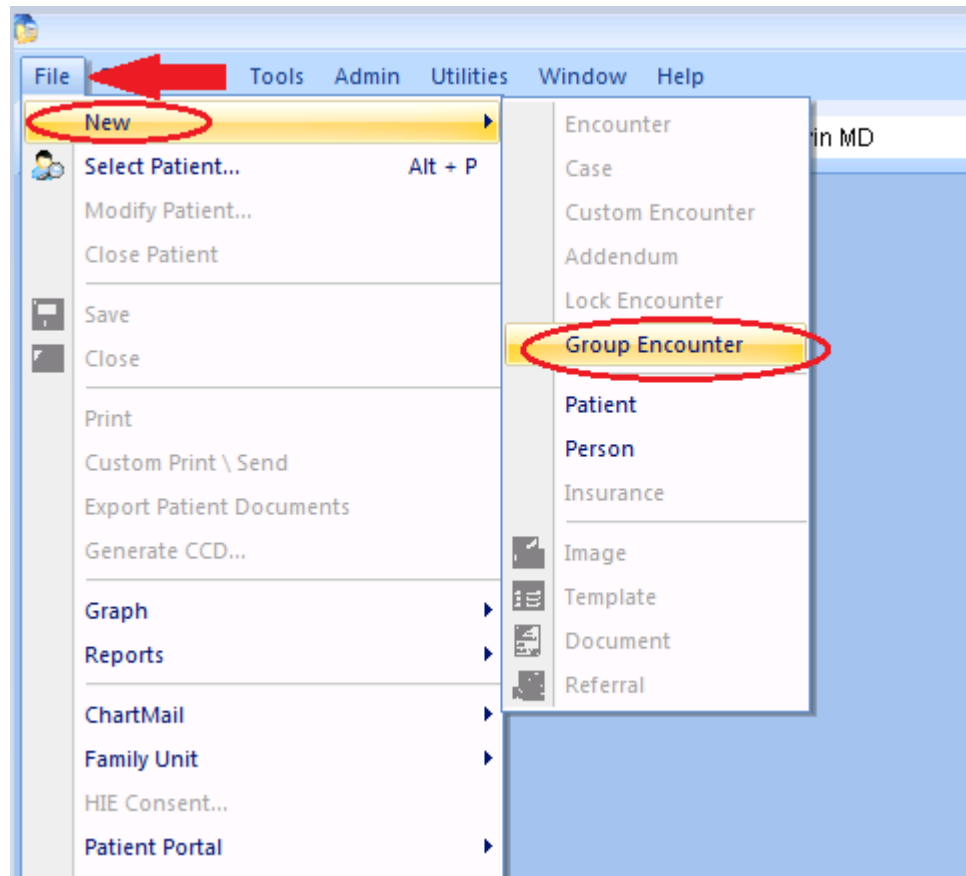 File Tools Admin Utilities Window Help
New
Select Patient... Alt + P
Modify Patient...
Close Patient
Save
Close
Print
Custom Print \ Send
Export Patient Documents
Generate CCD...
Graph
Reports
ChartMail
Family Unit
HIE Consent...
Patient Portal
in MD
Encounter
Case
Custom Encounter
Addendum
Lock Encounter
Group Encounter
Patient
Person
Insurance
Image
Template
Document
Referral